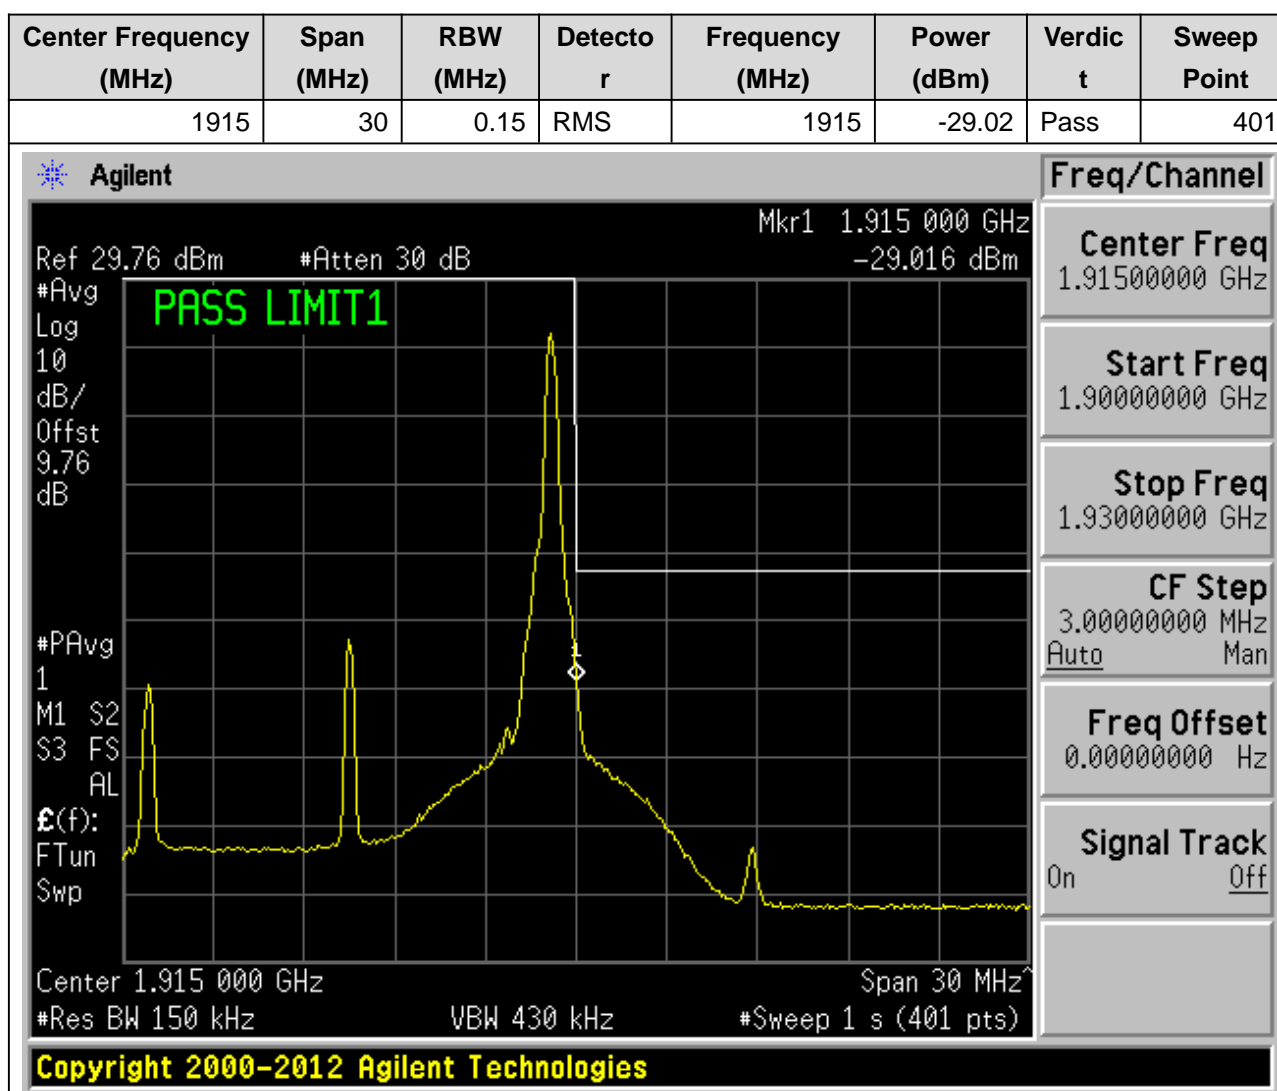 Center Frequency (MHz) Span (MHz) RBW (MHz) Detecto r Frequency (MHz) Power (dBm) Verdic t Sweep Point
1915 30 0.15 RMS 1915 -29.02 Pass 401
Agilent
Freq/Channel
Mkr1 1.915 000 GHz
Ref 29.76 dBm #Atten 30 dB -29.016 dBm
#Avg
Log
10
dB/
Offst
9.76
dB
PASS LIMIT1
1
#PAvg
1
M1 S2
S3 FS
AL
£(f):
FTun
Swp
Center 1.915 000 GHz Span 30 MHz^
#Res BW 150 kHz VBW 430 kHz #Sweep 1 s (401 pts)
Center Freq
1.91500000 GHz
Start Freq
1.90000000 GHz
Stop Freq
1.93000000 GHz
CF Step
3.00000000 MHz
Auto Man
Freq Offset
0.00000000 Hz
Signal Track
On Off
Copyright 2000-2012 Agilent Technologies